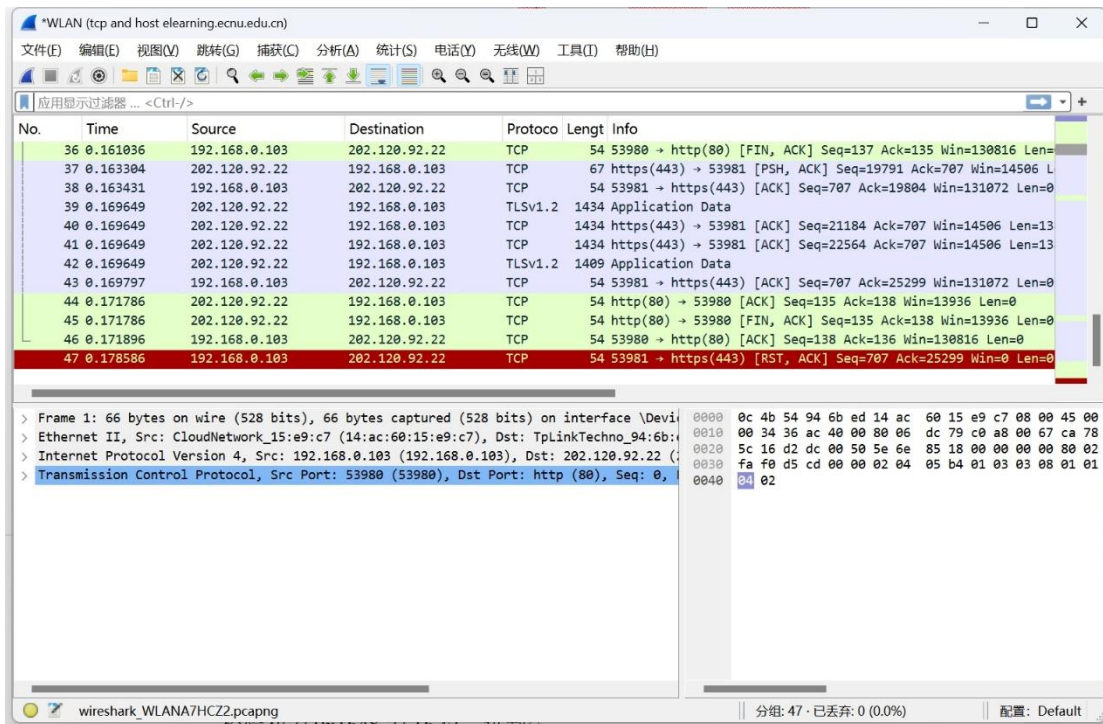 *WLAN (tcp and host elearning.ecnu.edu.cn)
文件(F) 编辑(E) 视图(V) 跳转(G) 捕获(C) 分析(A) 统计(S) 电话(Y) 无线(W) 工具(T) 帮助(H)
应用显示过滤器 … <Ctrl-/>
No. Time Source Destination Protoco Lengt Info
36 0.161036 192.168.0.103 202.120.92.22 TCP 54 53980 → http(80) [FIN, ACK] Seq=137 Ack=135 Win=130816 Len=
37 0.163304 202.120.92.22 192.168.0.103 TCP 67 https(443) → 53981 [PSH, ACK] Seq=19791 Ack=707 Win=14506 L
38 0.163431 192.168.0.103 202.120.92.22 TCP 54 53981 → https(443) [ACK] Seq=707 Ack=19804 Win=131072 Len=0
39 0.169649 202.120.92.22 192.168.0.103 TLSv1.2 1434 Application Data
40 0.169649 202.120.92.22 192.168.0.103 TCP 1434 https(443) → 53981 [ACK] Seq=21184 Ack=707 Win=14506 Len=13
41 0.169649 202.120.92.22 192.168.0.103 TCP 1434 https(443) → 53981 [ACK] Seq=22564 Ack=707 Win=14506 Len=13
42 0.169649 202.120.92.22 192.168.0.103 TLSv1.2 1409 Application Data
43 0.169797 192.168.0.103 202.120.92.22 TCP 54 53981 → https(443) [ACK] Seq=707 Ack=25299 Win=131072 Len=0
44 0.171786 202.120.92.22 192.168.0.103 TCP 54 http(80) → 53980 [ACK] Seq=135 Ack=138 Win=13936 Len=0
45 0.171786 202.120.92.22 192.168.0.103 TCP 54 http(80) → 53980 [FIN, ACK] Seq=135 Ack=138 Win=13936 Len=0
46 0.171896 192.168.0.103 202.120.92.22 TCP 54 53980 → http(80) [ACK] Seq=138 Ack=136 Win=130816 Len=0
47 0.178586 192.168.0.103 202.120.92.22 TCP 54 53981 → https(443) [RST, ACK] Seq=707 Ack=25299 Win=0 Len=0
> Frame 1: 66 bytes on wire (528 bits), 66 bytes captured (528 bits) on interface \Devi
> Ethernet II, Src: CloudNetwork_15:e9:c7 (14:ac:60:15:e9:c7), Dst: TpLinkTechno_94:6b:
> Internet Protocol Version 4, Src: 192.168.0.103 (192.168.0.103), Dst: 202.120.92.22 (
> Transmission Control Protocol, Src Port: 53980 (53980), Dst Port: http (80), Seq: 0,
0000 0c 4b 54 94 6b ed 14 ac 60 15 e9 c7 08 00 45 00
0010 00 34 36 ac 40 00 80 06 dc 79 c0 a8 00 67 ca 78
0020 5c 16 d2 dc 00 50 5e 6e 85 18 00 00 00 00 80 02
0030 fa f0 d5 cd 00 00 02 04 05 b4 01 03 03 08 01 01
0040 04 02
wireshark_WLANA7HCZ2.pcapng 分组: 47 · 已丢弃: 0 (0.0%) 配置: Default